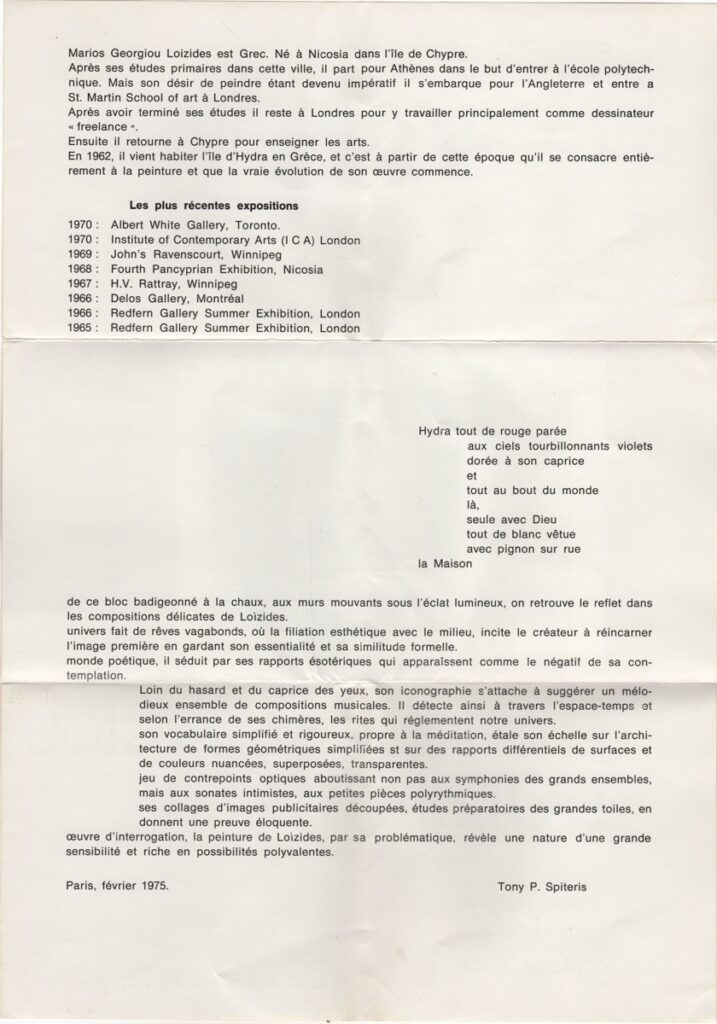 Marios Georgiou Loizides est Grec. Né à Nicosia dans l'île de Chypre.
Après ses études primaires dans cette ville, il part pour Athènes dans le but d'entrer à l'école polytech-
nique. Mais son désir de peindre étant devenu impératif il s'embarque pour l'Angleterre et entre a
St. Martin School of art à Londres.
Après avoir terminé ses études il reste à Londres pour y travailler principalement comme dessinateur
« freelance ».
Ensuite il retourne à Chypre pour enseigner les arts.
En 1962, il vient habiter l'île d'Hydra en Grèce, et c'est à partir de cette époque qu'il se consacre entiè-
rement à la peinture et que la vraie évolution de son œuvre commence.
Les plus récentes expositions
1970 : Albert White Gallery, Toronto.
1970 : Institute of Contemporary Arts (I C A) London
1969 : John's Ravenscourt, Winnipeg
1968 : Fourth Pancyprian Exhibition, Nicosia
1967 : H.V. Rattray, Winnipeg
1966 : Delos Gallery, Montréal
1966 : Redfern Gallery Summer Exhibition, London
1965 : Redfern Gallery Summer Exhibition, London
Hydra tout de rouge parée
aux ciels tourbillonnants violets
dorée à son caprice
et
tout au bout du monde
là,
seule avec Dieu
tout de blanc vêtue
avec pignon sur rue
la Maison
de ce bloc badigeonné à la chaux, aux murs mouvants sous l'éclat lumineux, on retrouve le reflet dans
les compositions délicates de Loìzides.
univers fait de rêves vagabonds, où la filiation esthétique avec le milieu, incite le créateur à réincarner
l'image première en gardant son essentialité et sa similitude formelle.
monde poétique, il séduit par ses rapports ésotériques qui apparaîssent comme le négatif de sa con-
templation.
Loin du hasard et du caprice des yeux, son iconographie s'attache à suggérer un mélo-
dieux ensemble de compositions musicales. Il détecte ainsi à travers l'espace-temps et
selon l'errance de ses chimères, les rites qui réglementent notre univers.
son vocabulaire simplifié et rigoureux, propre à la méditation, étale son échelle sur l'archi-
tecture de formes géométriques simplifiées st sur des rapports différentiels de surfaces et
de couleurs nuancées, superposées, transparentes.
jeu de contrepoints optiques aboutissant non pas aux symphonies des grands ensembles,
mais aux sonates intimistes, aux petites pièces polyrythmiques.
ses collages d'images publicitaires découpées, études préparatoires des grandes toiles, en
donnent une preuve éloquente.
œuvre d'interrogation, la peinture de Loìzides, par sa problématique, révèle une nature d'une grande
sensibilité et riche en possibilités polyvalentes.
Paris, février 1975.
Tony P. Spiteris